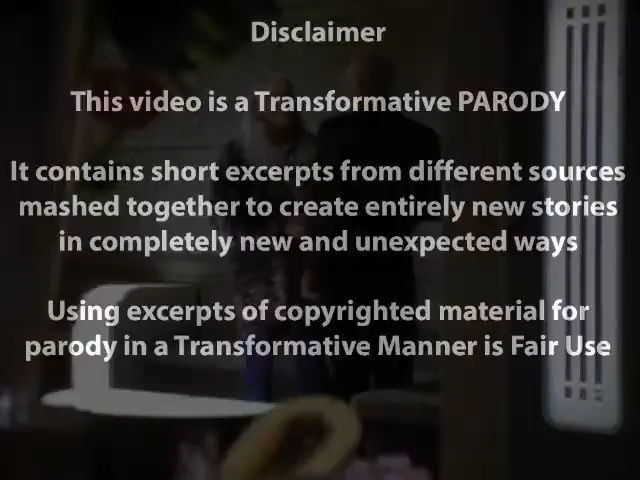 Disclaimer
This video is a Transformative PARODY
It contains short excerpts from different sources
mashed together to create entirely new stories
in completely new and unexpected ways
Using excerpts of copyrighted material for
parody in a Transformative Manner is Fair Use